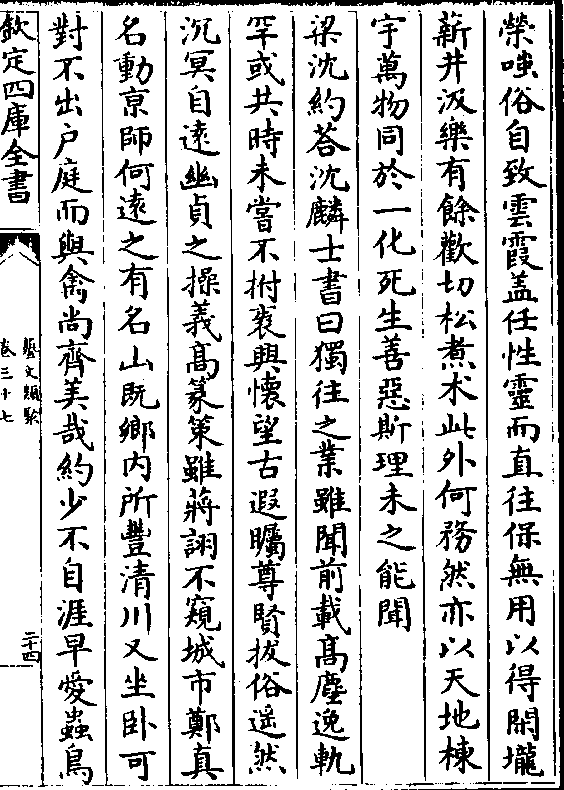 榮嗤俗自致雲霞盖任性靈而直往保無用以得閒壠
薪井汲樂有餘歡切松煮术此外何務然亦以天地棟
宇萬物同於一化死生善惡斯理未之能聞
梁沈約荅沈麟士書曰獨往之業雖聞前載髙塵逸軌
罕或共時未嘗不拊裏興懷望古遐矚尊賢拔俗遥然
沉冥自遠幽貞之操義髙篆策雖蔣詡不窺城市鄭真
名動京師何遠之有名山既鄉内所豐清川又坐卧可
對不出户庭而與禽尚齊美哉約少不自涯早愛蟲鳥
欽定四庫全書
藝文類聚
卷三十七
二十四